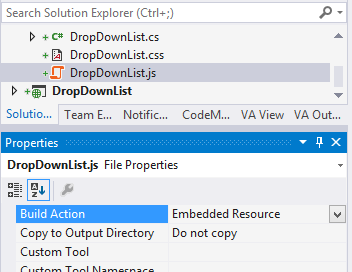 Search Solution Explorer (Ctrl+;)
DropDownList.cs
DropDownList.css
DropDownList.js
DropDownList
Solution... Team E... Notific... CodeM... VA View VA Out...
Properties
DropDownList.js File Properties
Build Action Embedded Resource
Copy to Output Directory Do not copy
Custom Tool
Custom Tool Namespace